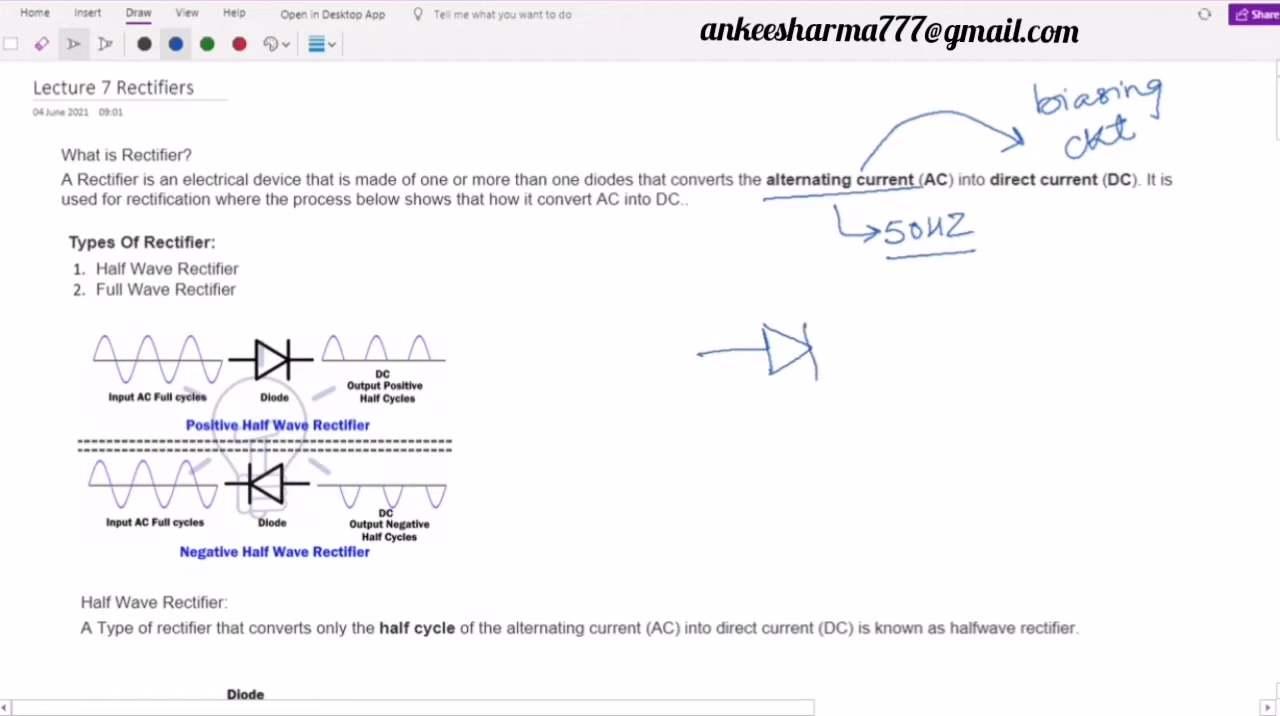 Home Insert Draw View Help Open in Desktop App Tell me what you want to do
Share
ankeesharma777@gmail.com
Lecture 7 Rectifiers
04 June 2021 09:01
biasing
ckt
What is Rectifier?
A Rectifier is an electrical device that is made of one or more than one diodes that converts the alternating current (AC) into direct current (DC). It is
used for rectification where the process below shows that how it convert AC into DC..
50HZ
Types Of Rectifier:
1. Half Wave Rectifier
2. Full Wave Rectifier
Input AC Full cycles
Diode
DC
Output Positive
Half Cycles
Positive Half Wave Rectifier
Input AC Full cycles
Diode
DC
Output Negative
Half Cycles
Negative Half Wave Rectifier
Half Wave Rectifier:
A Type of rectifier that converts only the half cycle of the alternating current (AC) into direct current (DC) is known as halfwave rectifier.
Diode